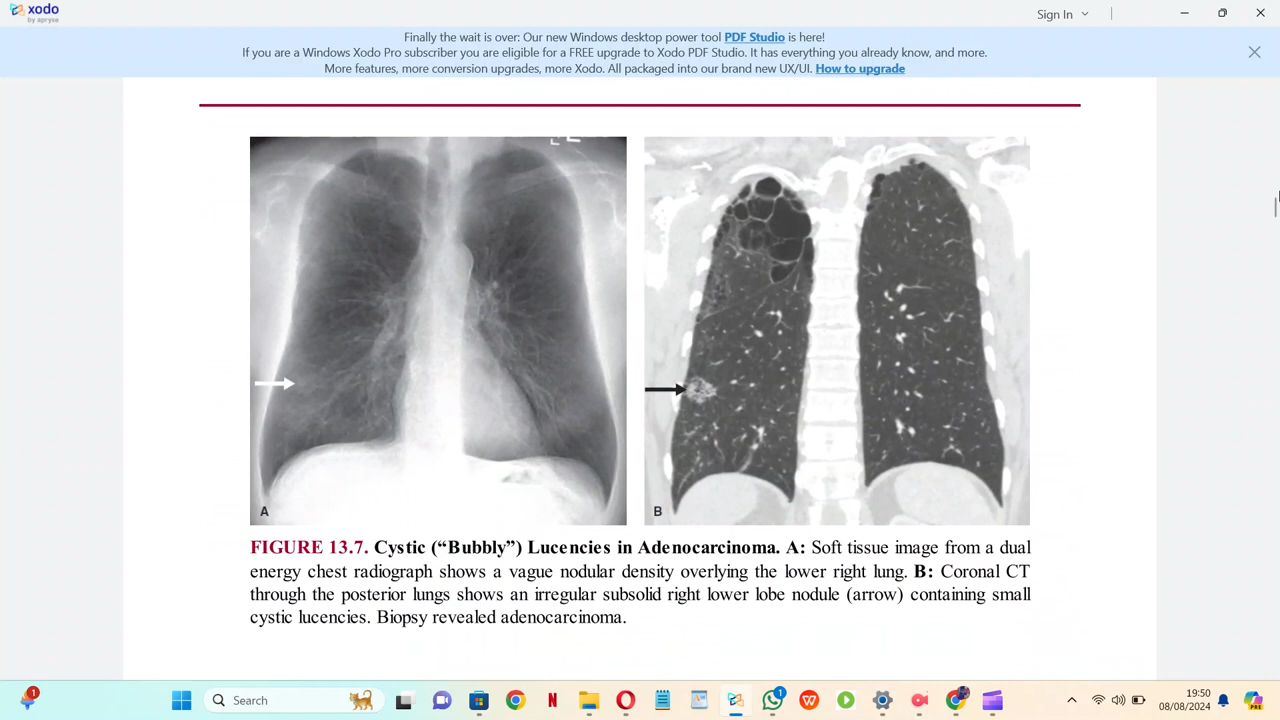 xodo
by apryse
Sign In
Finally the wait is over: Our new Windows desktop power tool PDF Studio is here!
If you are a Windows Xodo Pro subscriber you are eligible for a FREE upgrade to Xodo PDF Studio. It has everything you already know, and more.
More features, more conversion upgrades, more Xodo. All packaged into our brand new UX/UI. How to upgrade
A
B
FIGURE 13.7. Cystic (“Bubbly”) Lucencies in Adenocarcinoma. A: Soft tissue image from a dual
energy chest radiograph shows a vague nodular density overlying the lower right lung. B: Coronal CT
through the posterior lungs shows an irregular subsolid right lower lobe nodule (arrow) containing small
cystic lucencies. Biopsy revealed adenocarcinoma.
1
Search
N
1
W
19:50
08/08/2024
PRE